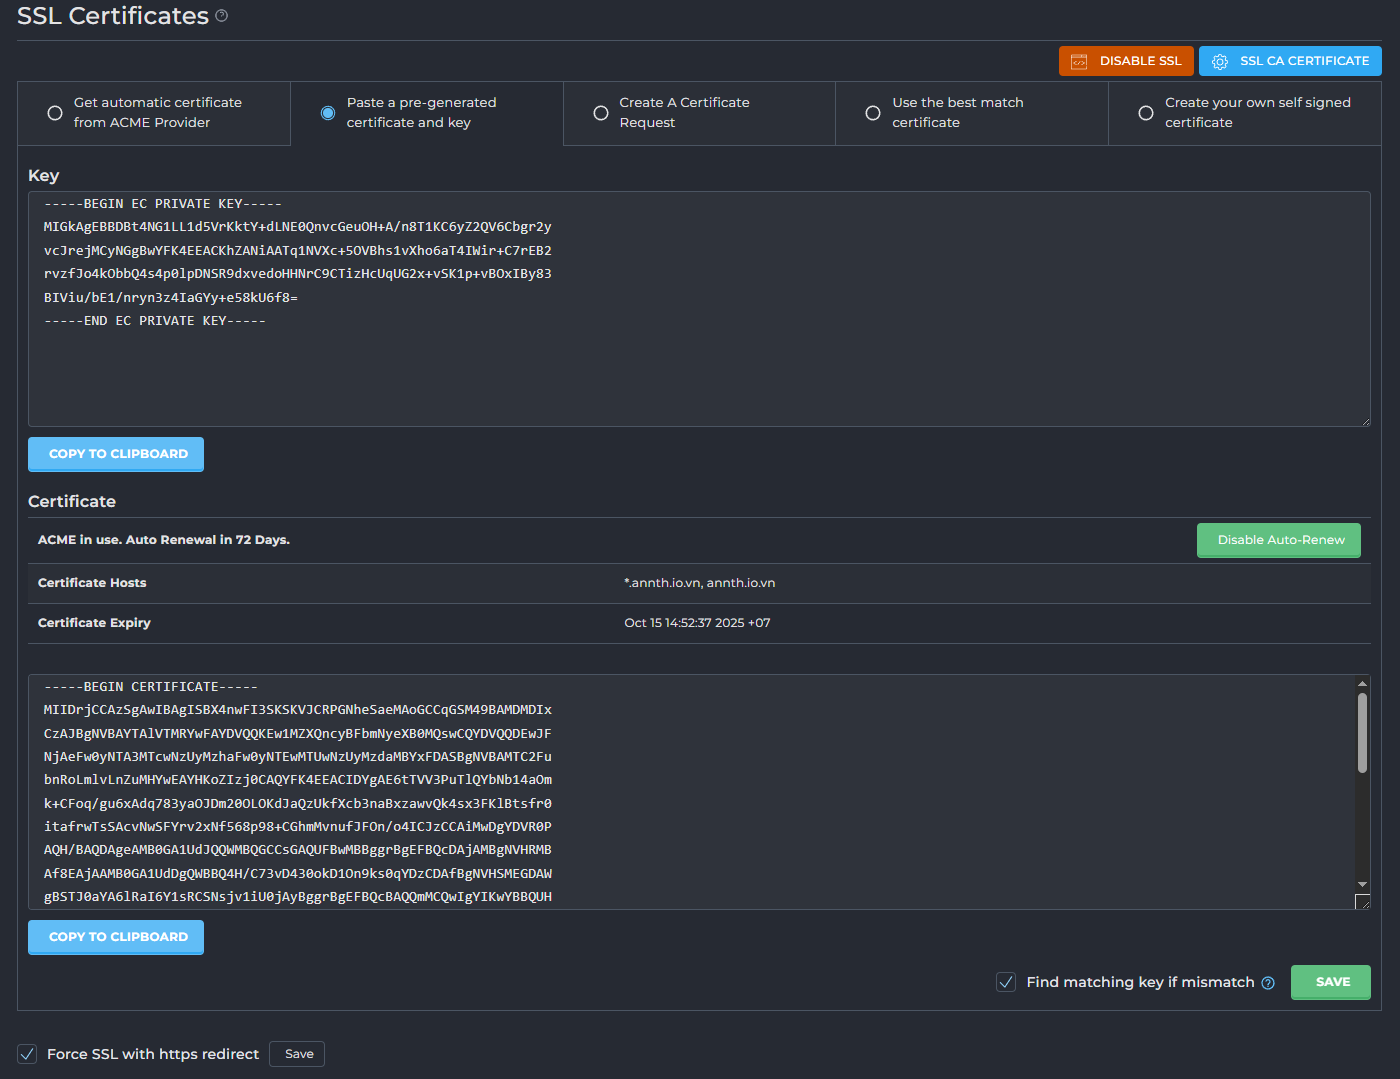 SSL Certificates
DISABLE SSL
SSL CA CERTIFICATE
Get automatic certificate
from ACME Provider
Paste a pre-generated
certificate and key
Create A Certificate
Request
Use the best match
certificate
Create your own self signed
certificate
Key
-----BEGIN EC PRIVATE KEY-----
MIGkAgEBBDBt4NG1LL1d5VrKktY+dLNE0QnvcGeuOH+A/n8T1KC6yZ2QV6Cbgr2y
vcJrejMCyNGgBwYFK4EEACKhZANiAATq1NVXc+5OVBhs1vXho6aT4IWir+C7rEB2
rvzfJo4kObbQ4s4p0lpDNSR9dxvedoHHNrC9CTizHcUqUG2x+vSK1p+vBOxIBy83
BIViu/bE1/nryn3z4IaGYy+e58kU6f8=
-----END EC PRIVATE KEY-----
COPY TO CLIPBOARD
Certificate
ACME in use. Auto Renewal in 72 Days.
Disable Auto-Renew
Certificate Hosts
*.annth.io.vn, annth.io.vn
Certificate Expiry
Oct 15 14:52:37 2025 +07
-----BEGIN CERTIFICATE-----
MIIDrjCCAzSgAwIBAgISBX4nwFI3SKSKVJCRPGNheSaeMAoGCCqGSM49BAMDMDIx
CzAJBgNVBAYTAlVTMRYwFAYDVQQKEw1MZXQncyBFbmNyeXB0MQswCQYDVQQDEwJF
NjAeFw0yNTA3MTcwNzUyMzhaFw0yNTEwMTUwNzUyMzdaMBYxFDASBgNVBAMTC2Fu
bnRoLmlvLnZuMHYwEAYHKoZIzj0CAQYFK4EEACIDYgAE6tTVV3PuTlQYbNb14aOm
k+CFoq/gu6xAdq783yaOJDm20OLOKdJaQzUkfXcb3naBxzawvQk4sx3FKlBtsfr0
itafrwTsSAcvNwSFYrv2xNf568p98+CGhmMvnufJFOn/o4ICJzCCAiMwDgYDVR0P
AQH/BAQDAgeAMB0GA1UdJQQWMBQGCCsGAQUFBwMBBggrBgEFBQcDAjAMBgNVHRMB
Af8EAjAAMB0GA1UdDgQWBBQ4H/C73vD430okD1On9ks0qYDzCDAfBgNVHSMEGDAW
gBSTJ0aYA6lRaI6Y1sRCSNsjv1iU0jAyBggrBgEFBQcBAQQmMCQwIgYIKwYBBQUH
COPY TO CLIPBOARD
Find matching key if mismatch
SAVE
Force SSL with https redirect
Save